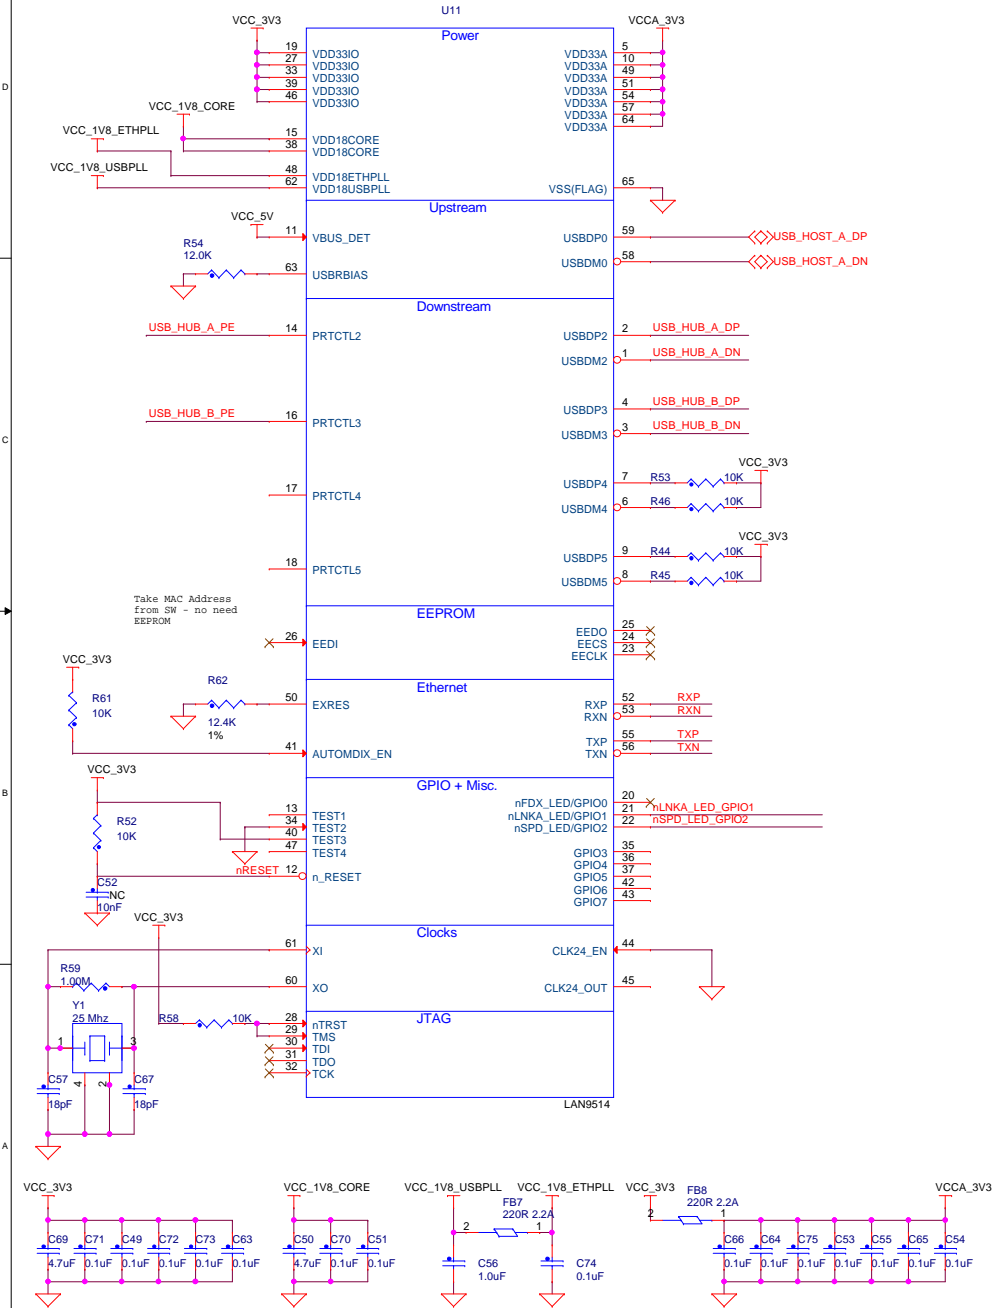 U11
VCC_3V3
VCCA_3V3
Power
19 VDD33IO
27 VDD33IO
33 VDD33IO
39 VDD33IO
46 VDD33IO
5 VDD33A
10 VDD33A
49 VDD33A
51 VDD33A
54 VDD33A
57 VDD33A
64 VDD33A
D
VCC_1V8_CORE
VCC_1V8_ETHPLL
15 VDD18CORE
38 VDD18CORE
VCC_1V8_USBPLL
48 VDD18ETHPLL
62 VDD18USBPLL
VSS(FLAG) 65
Upstream
VCC_5V
11 VBUS_DET
USBDP0 59 USB_HOST_A_DP
USBDM0 58 USB_HOST_A_DN
R54
12.0K
63 USBRBIAS
Downstream
USB_HUB_A_PE 14 PRTCTL2
USBDP2 2 USB_HUB_A_DP
USBDM2 1 USB_HUB_A_DN
USB_HUB_B_PE 16 PRTCTL3
USBDP3 4 USB_HUB_B_DP
USBDM3 3 USB_HUB_B_DN
C
VCC_3V3
17 PRTCTL4
USBDP4 7 R53 10K
USBDM4 6 R46 10K
VCC_3V3
18 PRTCTL5
USBDP5 9 R44 10K
USBDM5 8 R45 10K
Take MAC Address
from SW - no need
EEPROM
EEPROM
26 EEDI
EEDO 25
EECS 24
EECLK 23
VCC_3V3
R61
10K
Ethernet
R62
12.4K
1%
50 EXRES
41 AUTOMDIX_EN
RXP 52 RXP
RXN 53 RXN
TXP 55 TXP
TXN 56 TXN
VCC_3V3
B
GPIO + Misc.
R52
10K
13 TEST1
34 TEST2
40 TEST3
47 TEST4
nRESET 12 n_RESET
nFDX_LED/GPIO0 20
nLNKA_LED/GPIO1 21 nLNKA_LED_GPIO1
nSPD_LED/GPIO2 22 nSPD_LED_GPIO2
GPIO3 35
GPIO4 36
GPIO5 37
GPIO6 42
GPIO7 43
C52
NC
10nF
VCC_3V3
Clocks
61 XI
60 XO
CLK24_EN 44
CLK24_OUT 45
R59
1.00M
Y1
25 Mhz
1 3
4 2
C57
18pF
C67
18pF
R58 10K
JTAG
28 nTRST
29 TMS
30 TDI
31 TDO
32 TCK
LAN9514
A
VCC_3V3
C69 4.7uF
C71 0.1uF
C49 0.1uF
C72 0.1uF
C73 0.1uF
C63 0.1uF
VCC_1V8_CORE
C50 4.7uF
C70 0.1uF
C51 0.1uF
VCC_1V8_USBPLL
VCC_1V8_ETHPLL
FB7
220R 2.2A
2 1
C56
1.0uF
C74
0.1uF
VCC_3V3
FB8
220R 2.2A
2 1
VCCA_3V3
C66 0.1uF
C64 0.1uF
C75 0.1uF
C53 0.1uF
C55 0.1uF
C65 0.1uF
C54 0.1uF